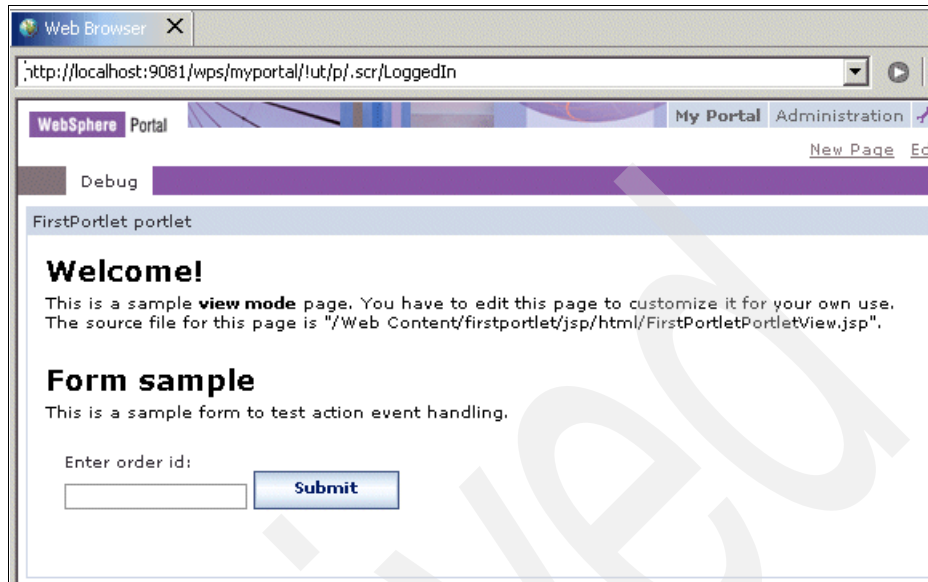 Web Browser
http://localhost:9081/wps/myportal/!ut/p/.scr/LoggedIn
WebSphere Portal My Portal Administration
New Page
Debug
FirstPortlet portlet
Welcome!
This is a sample view mode page. You have to edit this page to customize it for your own use.
The source file for this page is "/Web Content/firstportlet/jsp/html/FirstPortletPortletView.jsp".
Form sample
This is a sample form to test action event handling.
Enter order id:
Submit